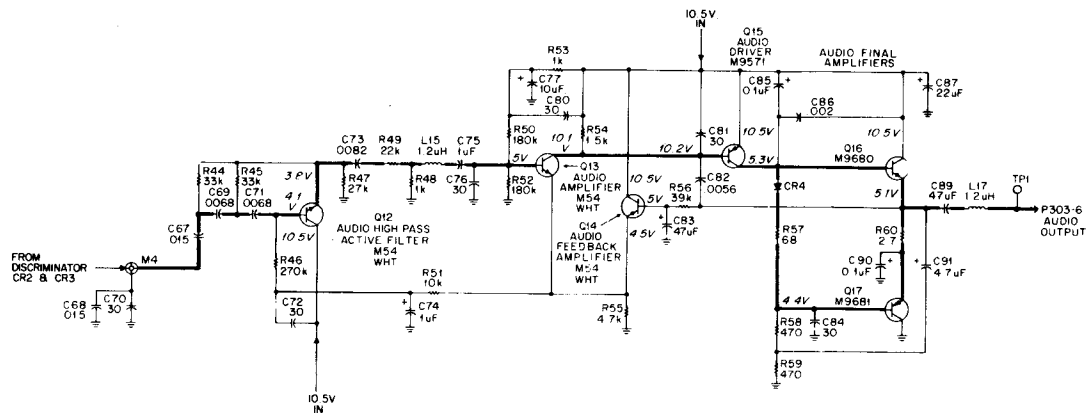 10.5V
IN
Q15
AUDIO
DRIVER
M9571
AUDIO FINAL
AMPLIFIERS
R53
1k
C77
10uF
C80
30
C85
0.1uF
C87
22uF
C86
.002
R50
180k
R54
1.5k
10.1
V
C81
30
10.5V
10.5V
C73
.0082
R49
22k
L15
1.2uH
C75
1uF
5V
10.2V
5.3V
Q16
M9680
R44
33k
R45
33k
C69
.0068
C71
.0068
3.8V
4.1
V
R47
27k
R48
1k
C76
30
R52
180k
Q13
AUDIO
AMPLIFIER
M54
WHT
10.5
V
5V
R56
39k
C82
.0056
CR4
5.1V
C89
47uF
L17
1.2uH
TP1
P303-6
AUDIO
OUTPUT
C67
.015
10.5V
Q12
AUDIO HIGH PASS
ACTIVE FILTER
M54
WHT
Q14
AUDIO
FEEDBACK
AMPLIFIER
M54
WHT
4.5V
C83
47uF
R57
68
R60
2.7
C90
0.1uF
C91
4.7uF
FROM
DISCRIMINATOR
CR2 & CR3
M4
R46
270k
R51
10k
C68
.015
C70
30
C72
30
C74
1uF
R55
4.7k
4.4V
Q17
M9681
R58
470
C84
30
R59
470
10.5V
IN